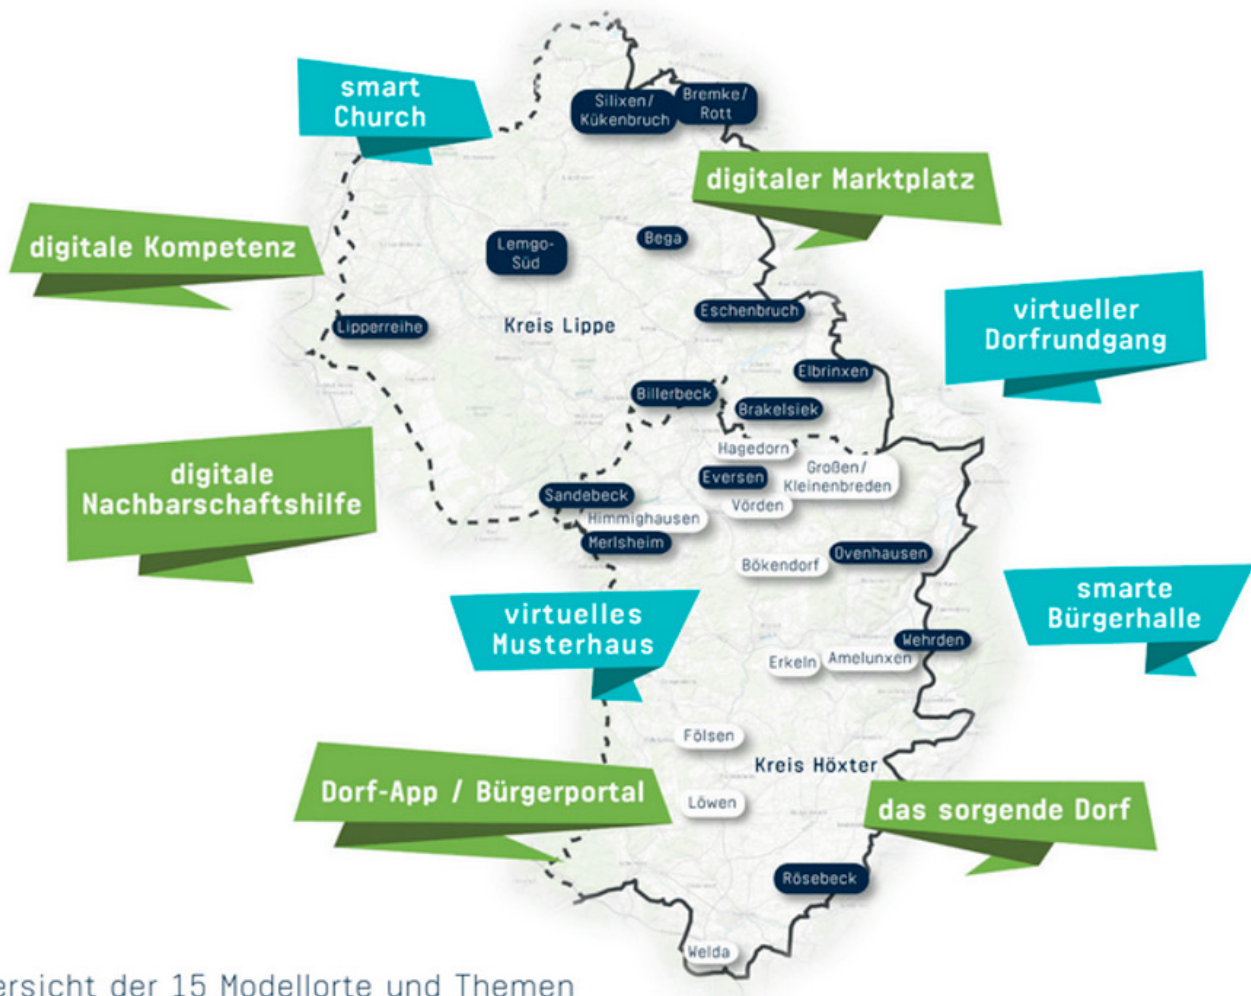 smart
Church
Silixen/
Kükenbruch
Bremke/
Rott
digitaler Marktplatz
digitale Kompetenz
Lemgo-
Süd
Bega
Eschenbruch
virtueller
Dorfrundgang
Lipperreihe
Kreis Lippe
Elbrinxen
Billerbeck
Brakelsiek
Hagedorn
Großen/
Kleinenbreden
Eversen
digitale
Nachbarschaftshilfe
Sandebeck
Vörden
Himmighausen
Merlsheim
Bökendorf
Ovenhausen
virtuelles
Musterhaus
smarte
Bürgerhalle
Wehrden
Erkeln
Amelunxen
Fölsen
Kreis Höxter
Dorf-App / Bürgerportal
Löwen
das sorgende Dorf
Rösebeck
Welda
ersicht der 15 Modellorte und Themen